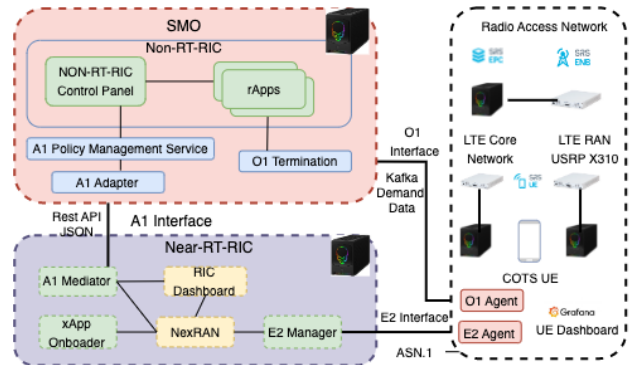 SMO
Non-RT-RIC
NON-RT-RIC
Control Panel
rApps
A1 Policy Management Service
O1 Termination
A1 Adapter
Rest API
JSON
A1 Interface
O1
Interface
Kafka
Demand
Data
Near-RT-RIC
A1 Mediator
RIC
Dashboard
xApp
Onboader
NexRAN
E2 Manager
E2 Interface
ASN.1
Radio Access Network
SRS
EPC
SRS
ENB
LTE Core
Network
LTE RAN
USRP X310
SRS
UE
COTS UE
O1 Agent
Grafana
E2 Agent
UE Dashboard